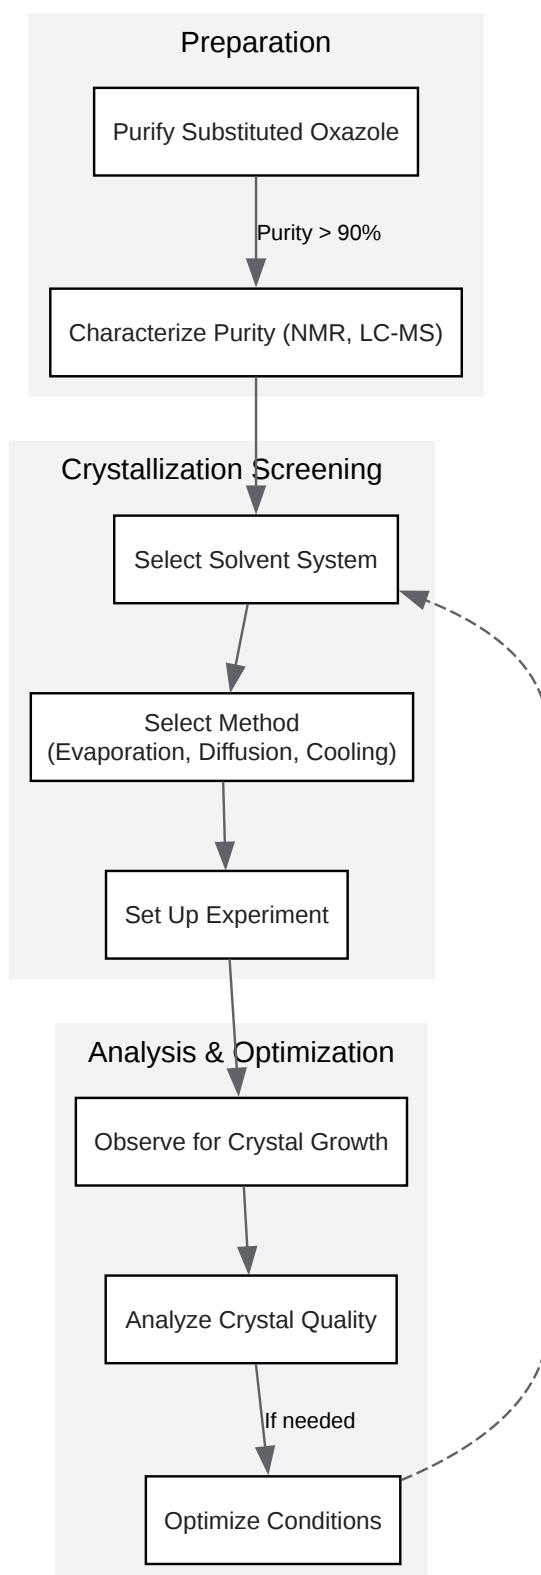 Preparation
Purify Substituted Oxazole
Purity > 90%
Characterize Purity (NMR, LC-MS)
Crystallization Screening
Select Solvent System
Select Method
(Evaporation, Diffusion, Cooling)
Set Up Experiment
Analysis & Optimization
Observe for Crystal Growth
Analyze Crystal Quality
If needed
Optimize Conditions